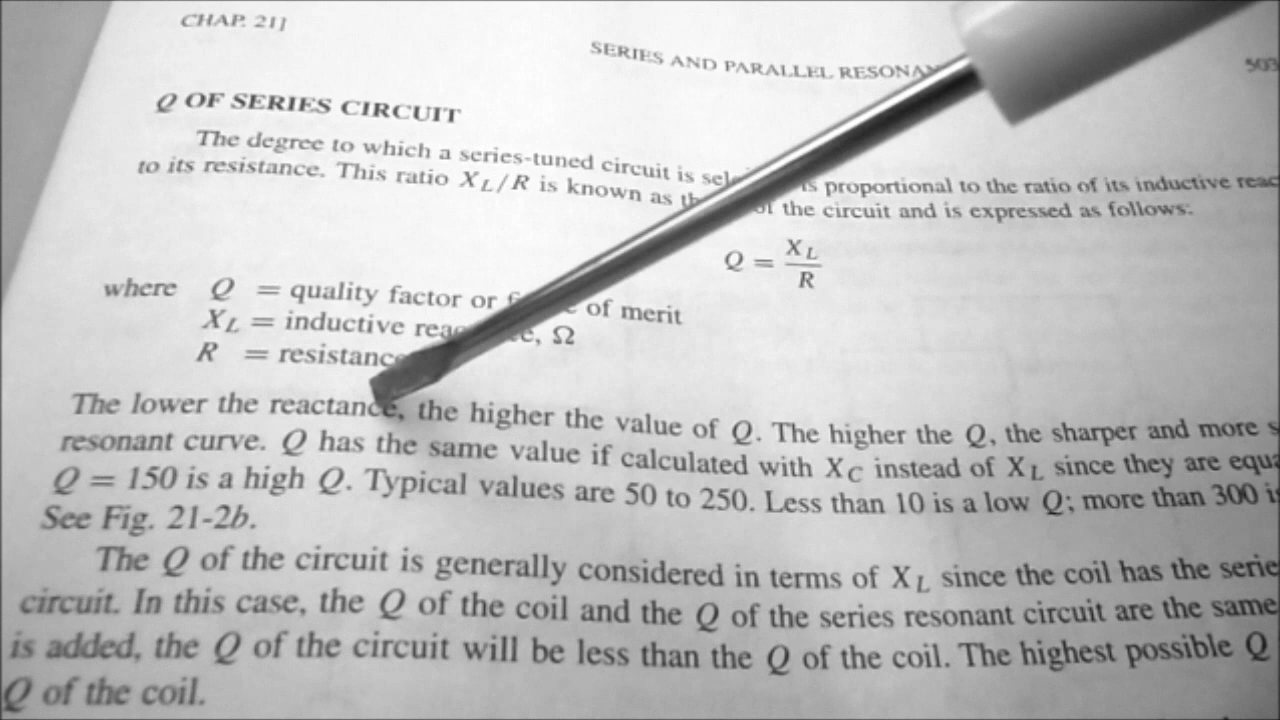 CHAP. 21]
SERIES AND PARALLEL RESONA
503
Q OF SERIES CIRCUIT
The degree to which a series-tuned circuit is is proportional to the ratio of its inductive reac
to its resistance. This ratio X_L/R is known as of the circuit and is expressed as follows:
Q = X_L / R
where Q = quality factor or of merit
X_L = inductive Ω
R = resistance
The lower the reactance, the higher the value of Q. The higher the Q, the sharper and more s
resonant curve. Q has the same value if calculated with X_C instead of X_L since they are equa
Q = 150 is a high Q. Typical values are 50 to 250. Less than 10 is a low Q; more than 300 i
See Fig. 21-2b.
The Q of the circuit is generally considered in terms of X_L since the coil has the serie
circuit. In this case, the Q of the coil and the Q of the series resonant circuit are the same
is added, the Q of the circuit will be less than the Q of the coil. The highest possible Q
Q of the coil.